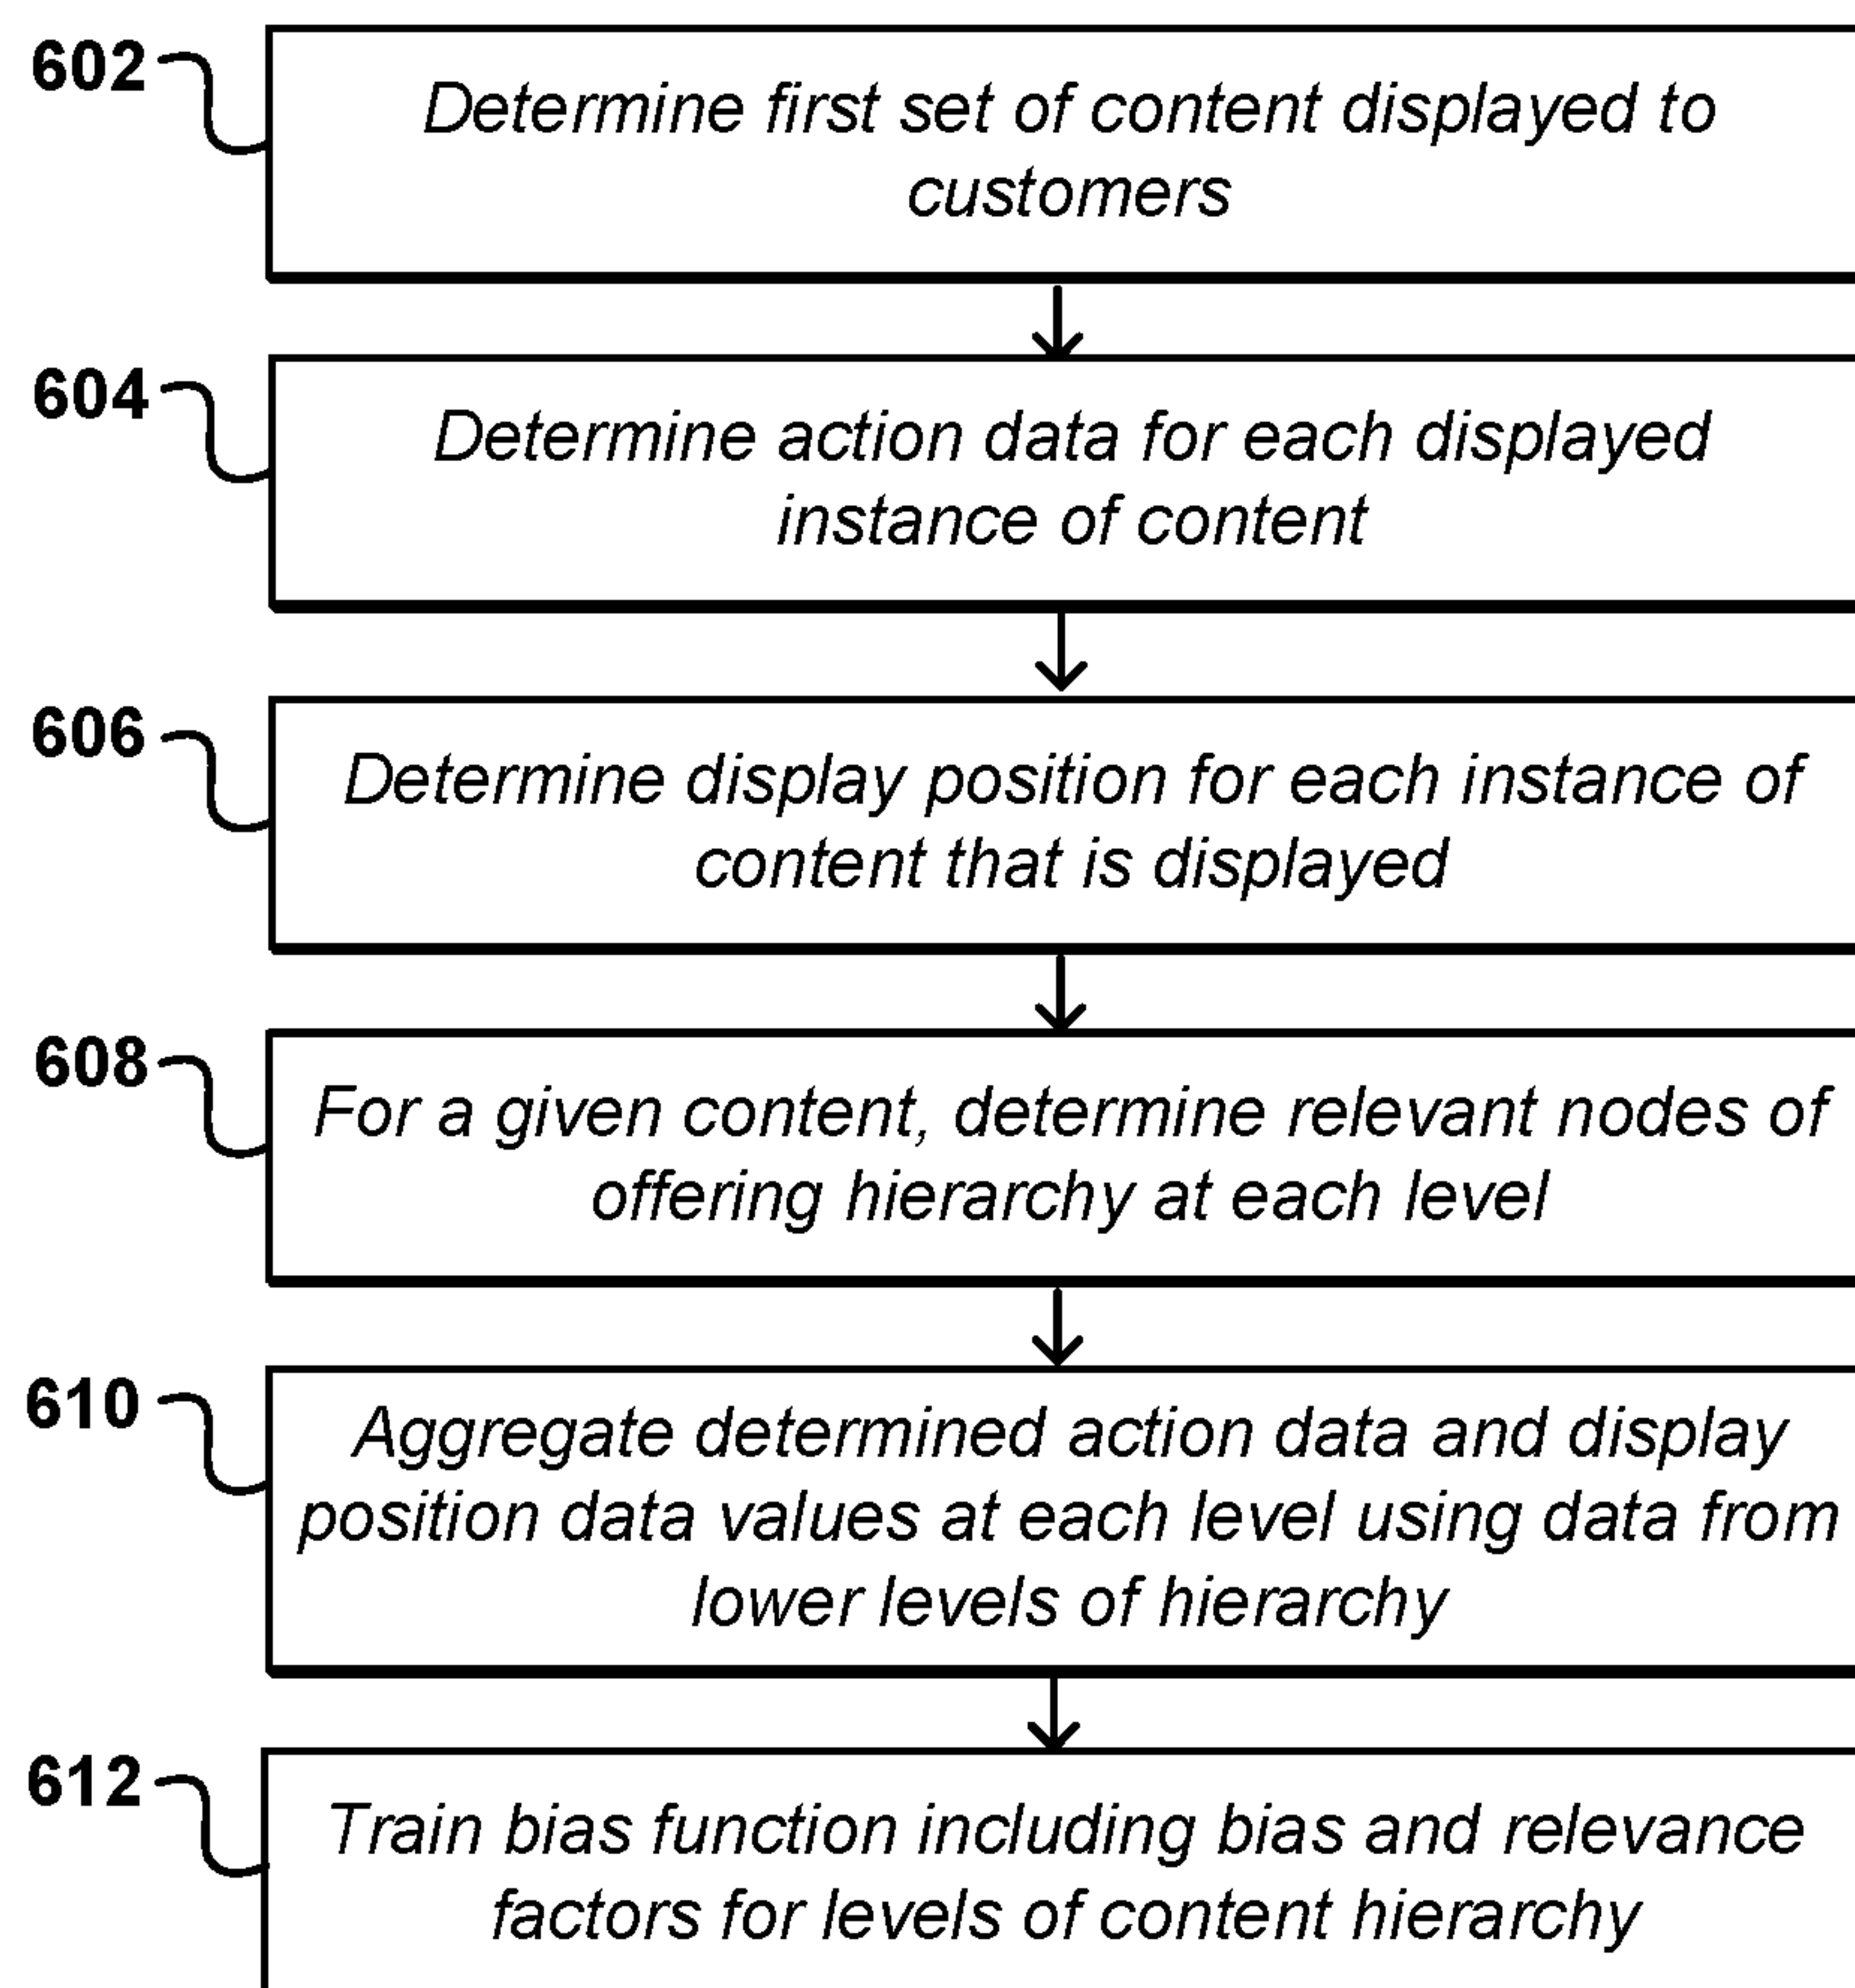 602
Determine first set of content displayed to
customers
604
Determine action data for each displayed
instance of content
606
Determine display position for each instance of
content that is displayed
608
For a given content, determine relevant nodes of
offering hierarchy at each level
610
Aggregate determined action data and display
position data values at each level using data from
lower levels of hierarchy
612
Train bias function including bias and relevance
factors for levels of content hierarchy